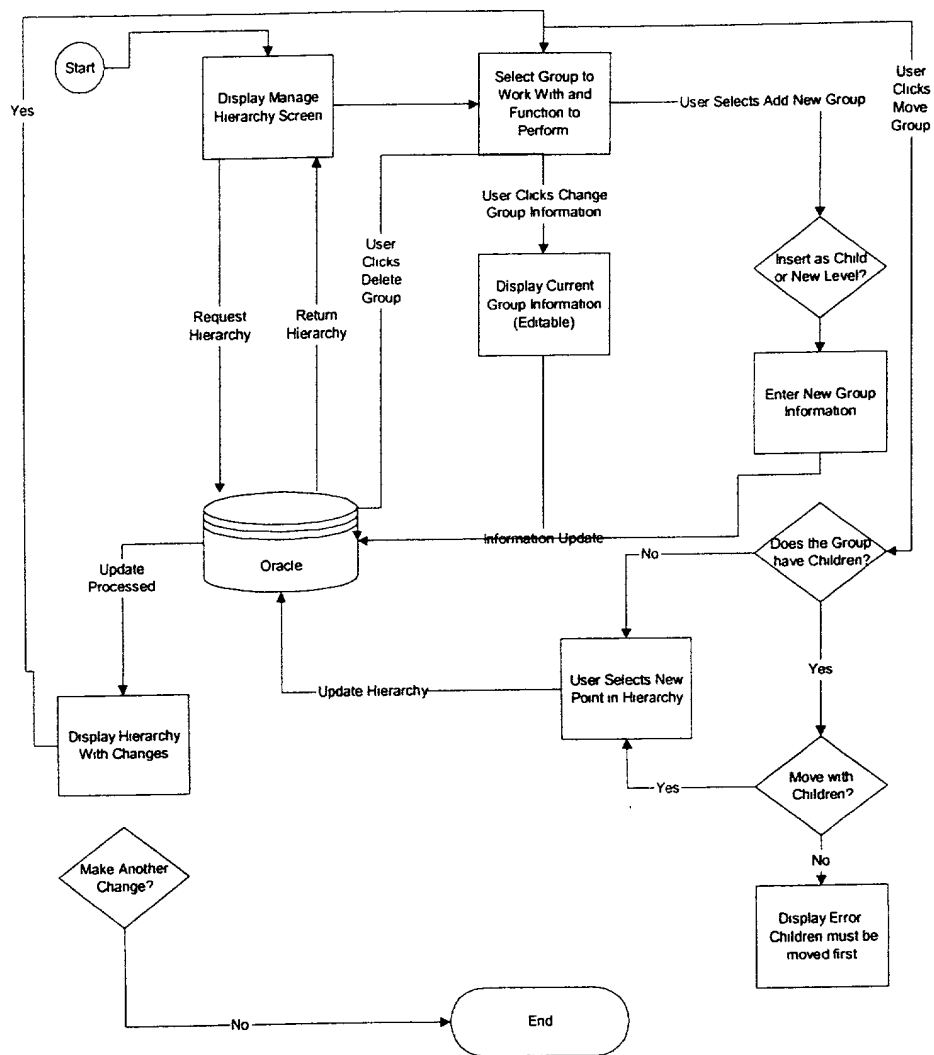 Start
Yes
Display Manage
Hierarchy Screen
Select Group to
Work With and
Function to
Perform
User Selects Add New Group
User
Clicks
Move
Group
User Clicks Change
Group Information
User
Clicks
Delete
Group
Insert as Child
or New Level?
Display Current
Group Information
(Editable)
Request
Hierarchy
Return
Hierarchy
Enter New Group
Information
Information Update
Oracle
Update
Processed
No
Does the Group
have Children?
Yes
User Selects New
Point in Hierarchy
Update Hierarchy
Display Hierarchy
With Changes
Move with
Children?
Yes
No
Make Another
Change?
Display Error
Children must be
moved first
No
End